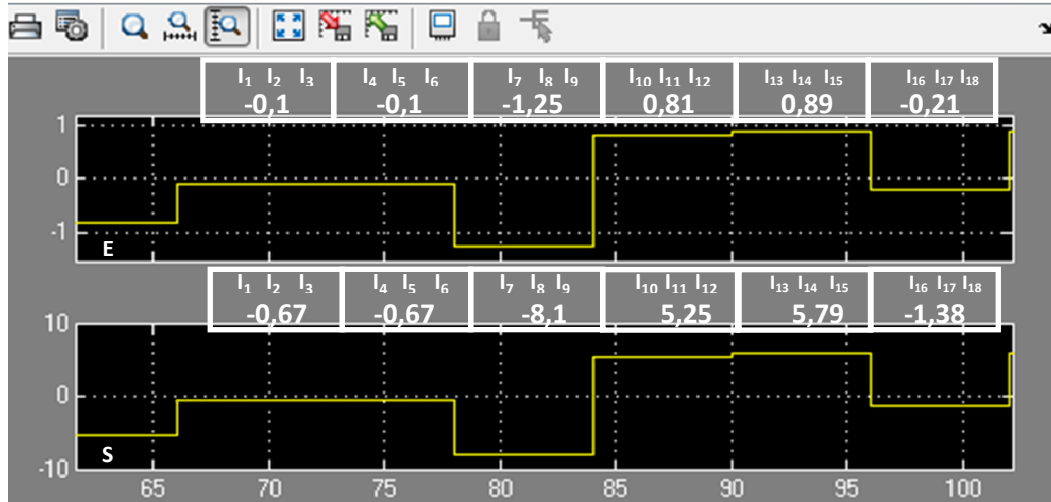 I₁ I₂ I₃ I₄ I₅ I₆ I₇ I₈ I₉ I₁₀ I₁₁ I₁₂ I₁₃ I₁₄ I₁₅ I₁₆ I₁₇ I₁₈
-0,1 -0,1 -1,25 0,81 0,89 -0,21
1
0
-1
E
I₁ I₂ I₃ I₄ I₅ I₆ I₇ I₈ I₉ I₁₀ I₁₁ I₁₂ I₁₃ I₁₄ I₁₅ I₁₆ I₁₇ I₁₈
-0,67 -0,67 -8,1 5,25 5,79 -1,38
10
0
-10
S
65 70 75 80 85 90 95 100